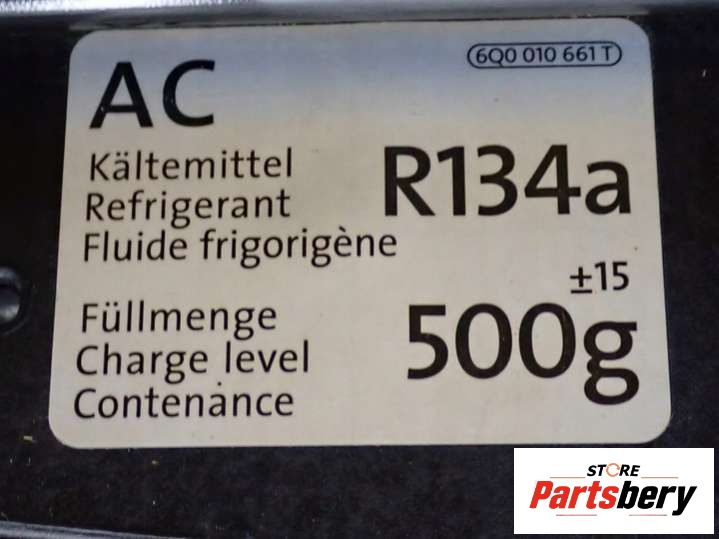 AC
6Q0 010 661 T
Kältemittel
Refrigerant
Fluide frigorigène
R134a
Füllmenge
Charge level
Contenance
±15
500g
STORE
Partsbery